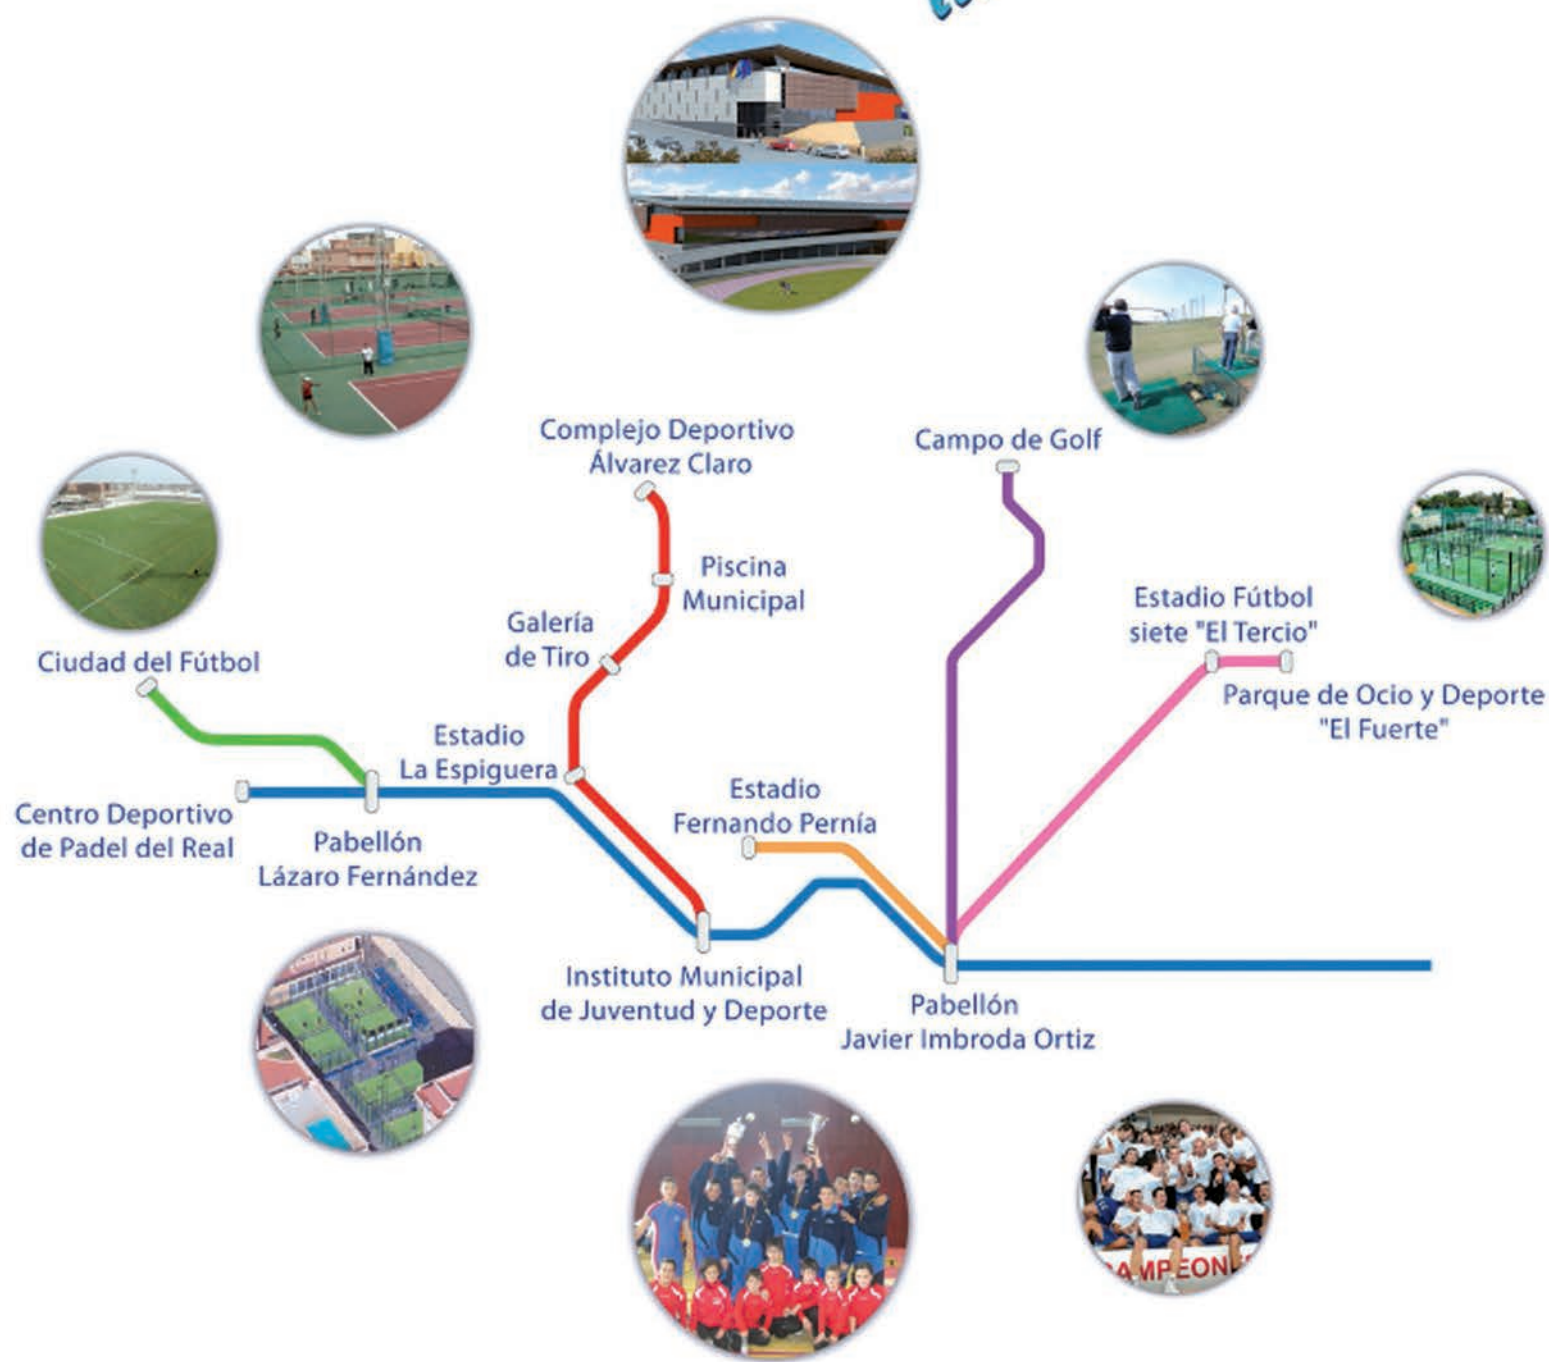 Complejo Deportivo
Álvarez Claro
Campo de Golf
Piscina
Municipal
Galería
de Tiro
Estadio Fútbol
siete "El Tercio"
Ciudad del Fútbol
Parque de Ocio y Deporte
"El Fuerte"
Estadio
La Espiguera
Estadio
Fernando Pernía
Centro Deportivo
de Padel del Real
Pabellón
Lázaro Fernández
Instituto Municipal
de Juventud y Deporte
Pabellón
Javier Imbroda Ortiz
AMPEONE